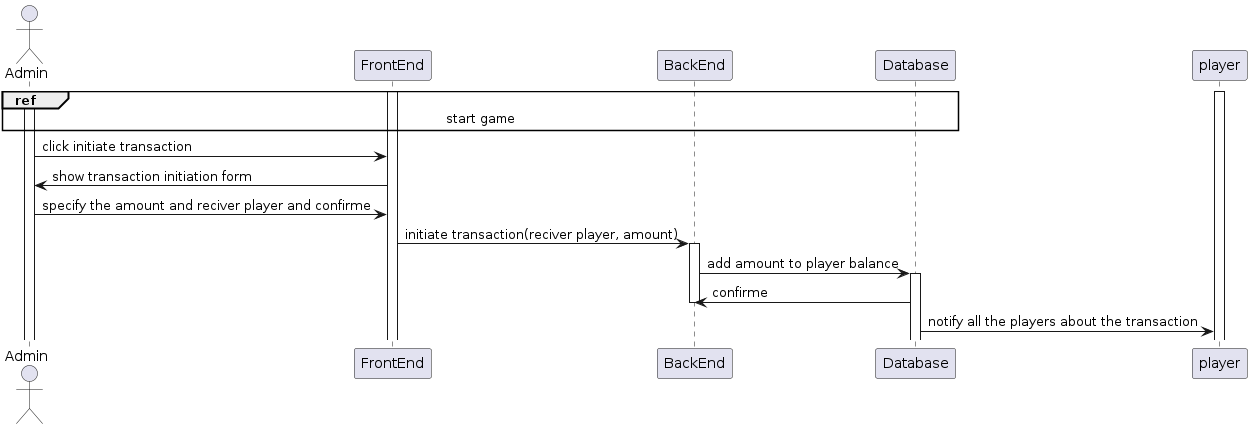 Admin
FrontEnd
BackEnd
Database
player
ref
start game
click initiate transaction
show transaction initiation form
specify the amount and reciver player and confirme
initiate transaction(reciver player, amount)
add amount to player balance
confirme
notify all the players about the transaction
Admin
FrontEnd
BackEnd
Database
player